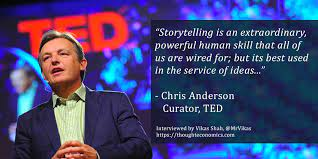 TED
“Storytelling is an extraordinary,
powerful human skill that all of
us are wired for; but its best used
in the service of ideas...”
- Chris Anderson
Curator, TED
Interviewed by Vikas Shah, @MrVikas
https://thoughteconomics.com/